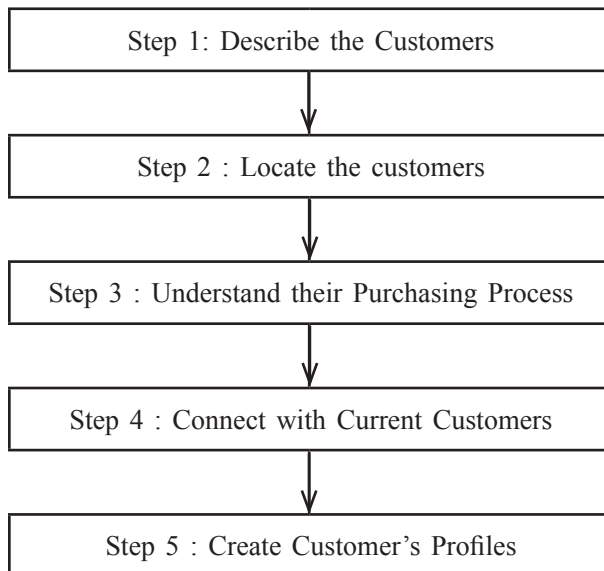 Step 1: Describe the Customers
Step 2 : Locate the customers
Step 3 : Understand their Purchasing Process
Step 4 : Connect with Current Customers
Step 5 : Create Customer’s Profiles